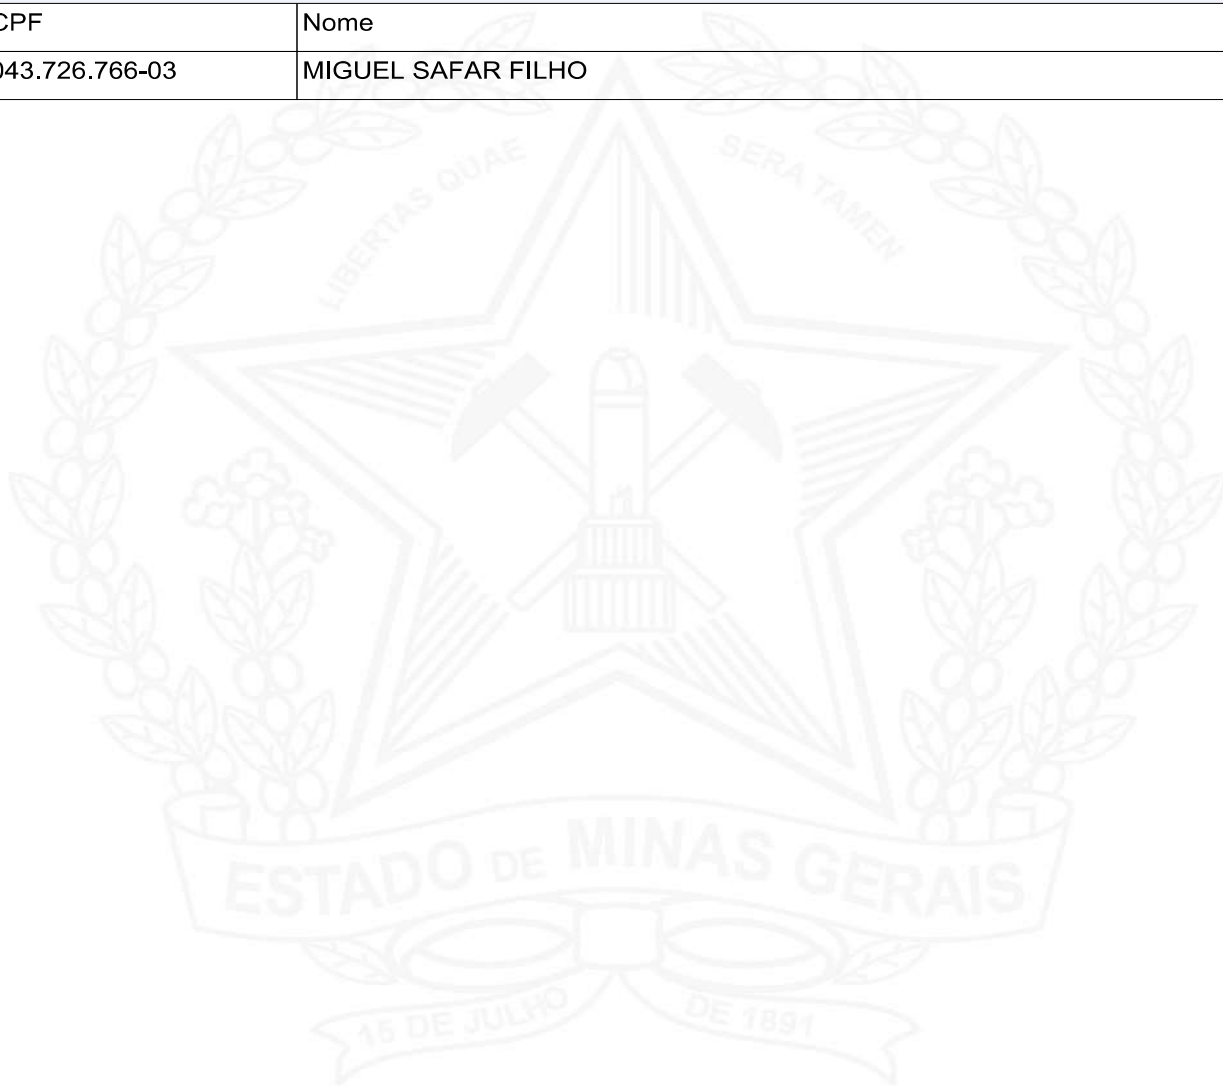 CPF Nome
043.726.766-03 MIGUEL SAFAR FILHO
LIBERTAS QUAE SERA TAMEN
ESTADO DE MINAS GERAIS
15 DE JULHO DE 1891